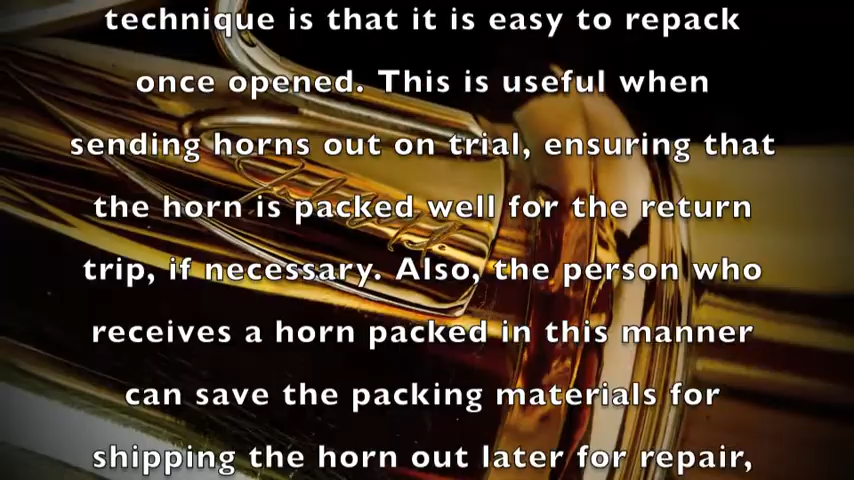 technique is that it is easy to repack
once opened. This is useful when
sending horns out on trial, ensuring that
the horn is packed well for the return
trip, if necessary. Also, the person who
receives a horn packed in this manner
can save the packing materials for
shipping the horn out later for repair,